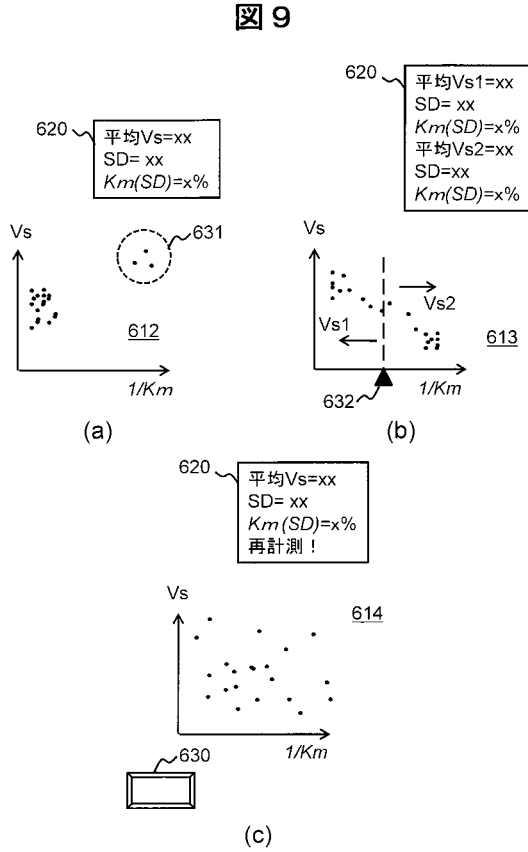 図９
620
平均Vs=xx
SD= xx
Km(SD)=x%
631
Vs
612
1/Km
(a)
620
平均Vs1=xx
SD= xx
Km(SD)=x%
平均Vs2=xx
SD=xx
Km(SD)=x%
Vs
Vs2
Vs1
613
1/Km
632
(b)
620
平均Vs=xx
SD= xx
Km(SD)=x%
再計測！
Vs
614
1/Km
630
(c)